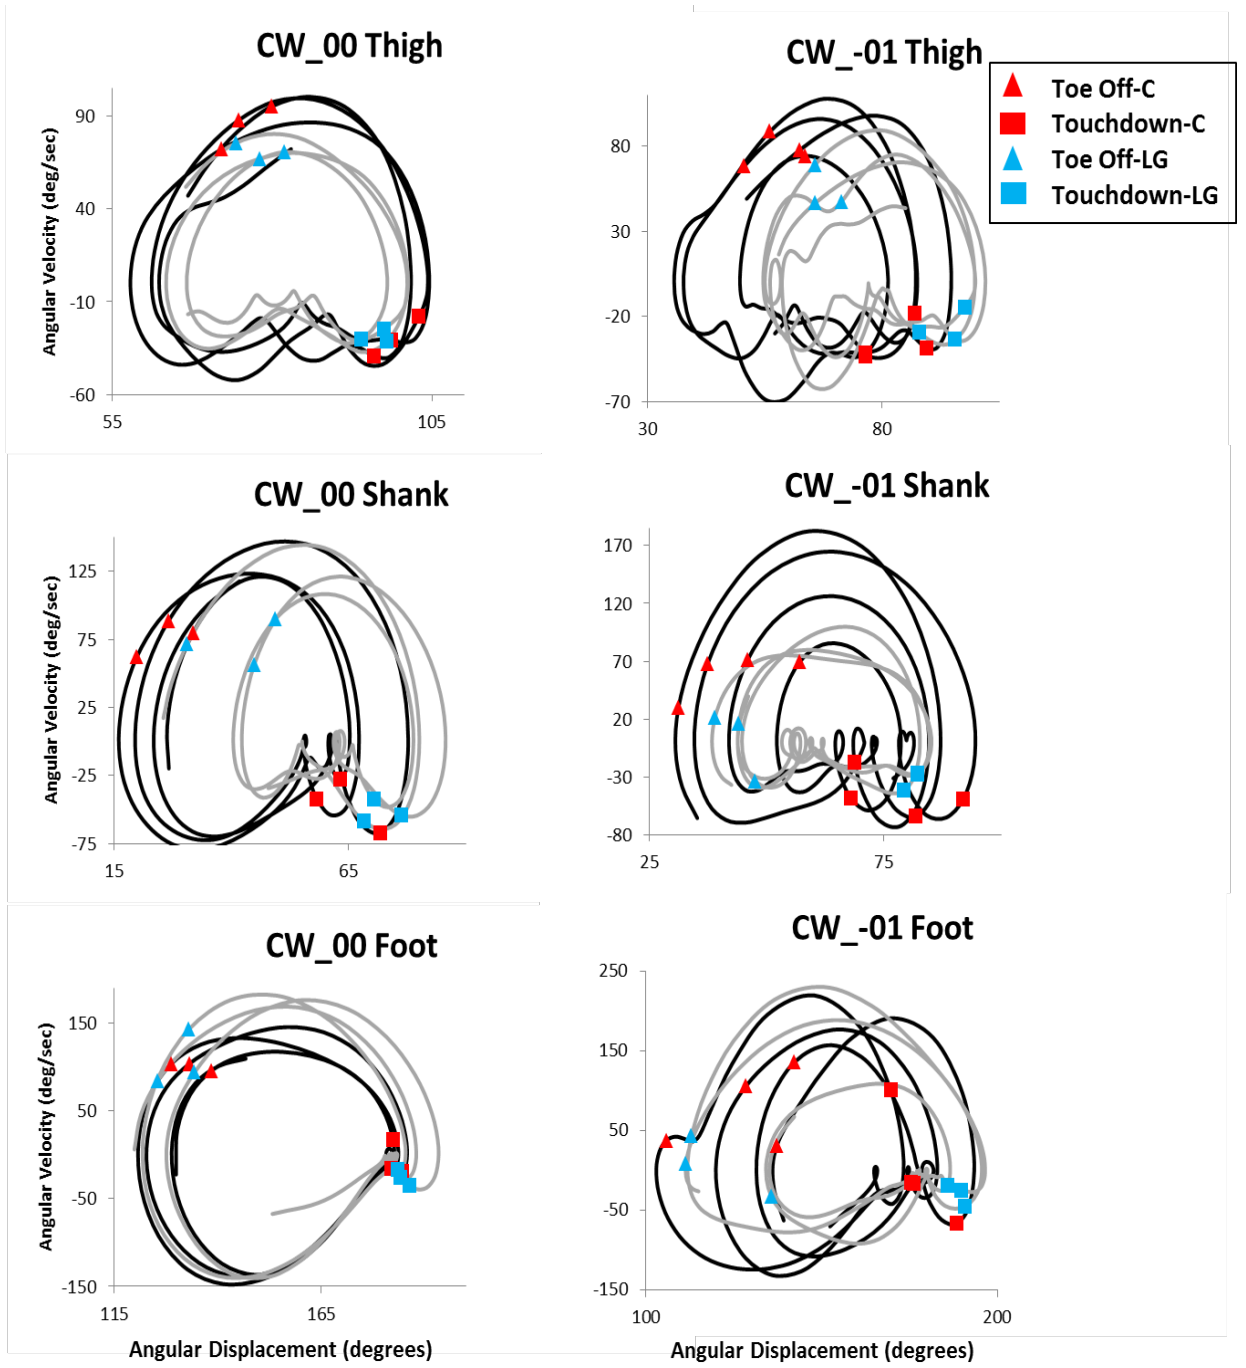 CW_00 Thigh
Angular Velocity (deg/sec)
90
40
-10
-60
55
105
CW_-01 Thigh
80
30
-20
-70
30
80
Toe Off-C
Touchdown-C
Toe Off-LG
Touchdown-LG
CW_00 Shank
Angular Velocity (deg/sec)
125
75
25
-25
-75
15
65
CW_-01 Shank
170
120
70
20
-30
-80
25
75
CW_00 Foot
Angular Velocity (deg/sec)
150
50
-50
-150
115
165
Angular Displacement (degrees)
CW_-01 Foot
250
150
50
-50
-150
100
200
Angular Displacement (degrees)